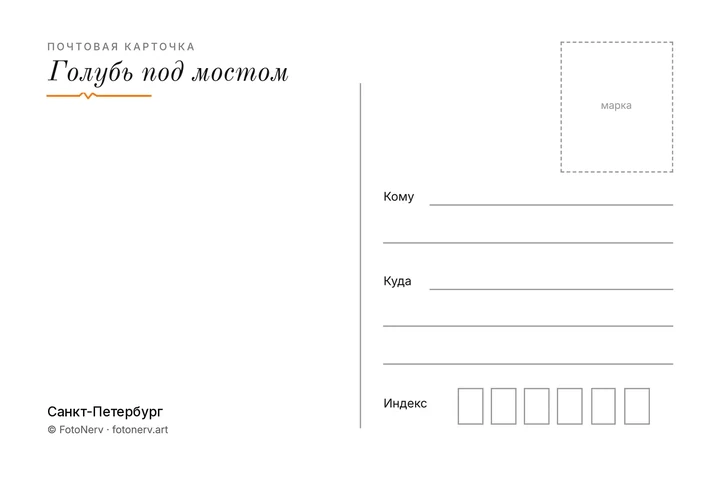 ПОЧТОВАЯ КАРТОЧКА
Голубь под мостом
марка
Кому
Куда
Индекс
Санкт-Петербург
© FotoNerv · fotonerv.art